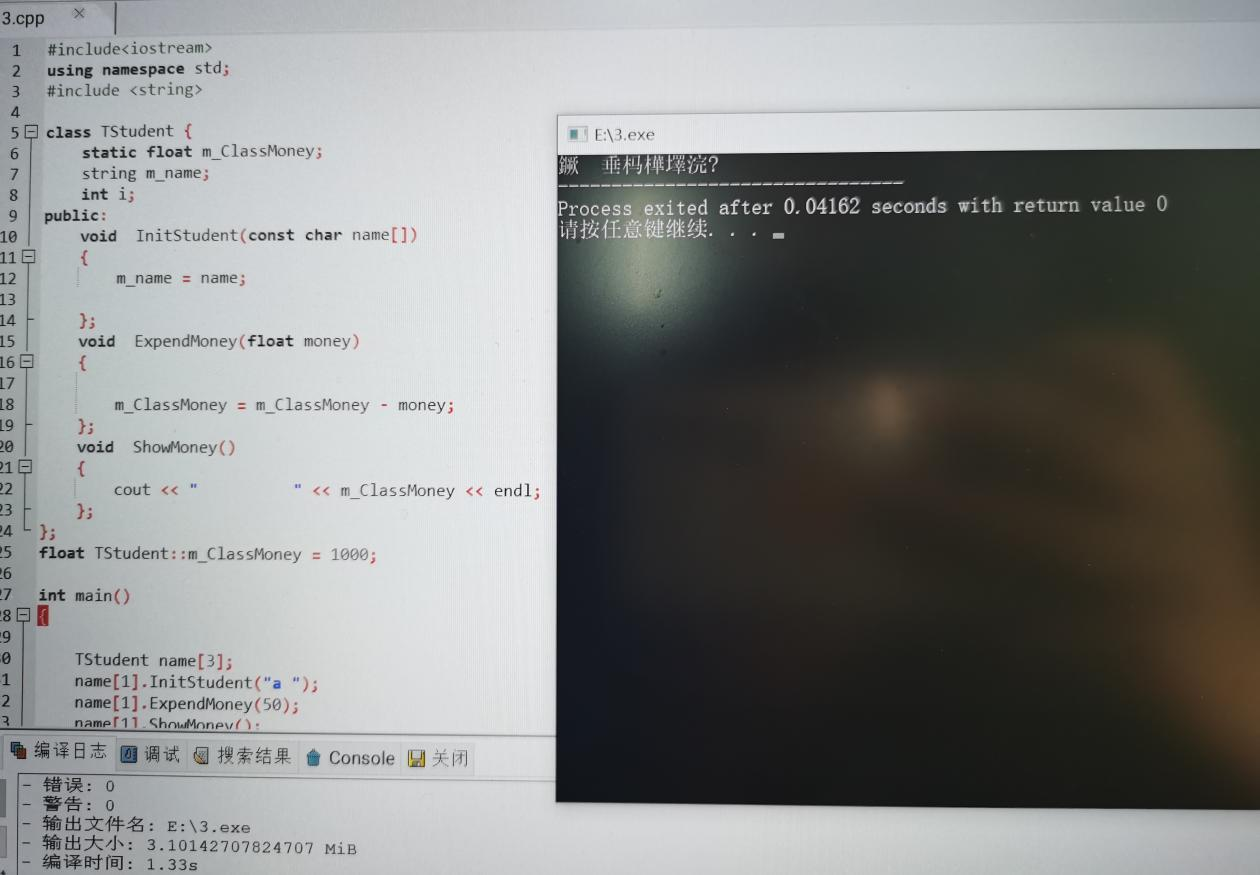 3.cpp
1 #include<iostream>
2 using namespace std;
3 #include <string>
4
5 class TStudent {
6 static float m_ClassMoney;
7 string m_name;
8 int i;
9 public:
10 void InitStudent(const char name[])
11 {
12 m_name = name;
13
14 };
15 void ExpendMoney(float money)
16 {
17
18 m_ClassMoney = m_ClassMoney - money;
19 };
20 void ShowMoney()
21 {
22 cout << " " << m_ClassMoney << endl;
23 };
24 };
25 float TStudent::m_ClassMoney = 1000;
26
27 int main()
28 {
29
0 TStudent name[3];
1 name[1].InitStudent("a ");
2 name[1].ExpendMoney(50);
3 name[1].ShowMoney();
编译日志 调试 搜索结果 Console 关闭
- 错误: 0
- 警告: 0
- 输出文件名: E:\3.exe
- 输出大小: 3.10142707824707 MiB
- 编译时间: 1.33s
E:\3.exe
鐝 垂杩樺墿浣?
--------------------------------
Process exited after 0.04162 seconds with return value 0
请按任意键继续. . .